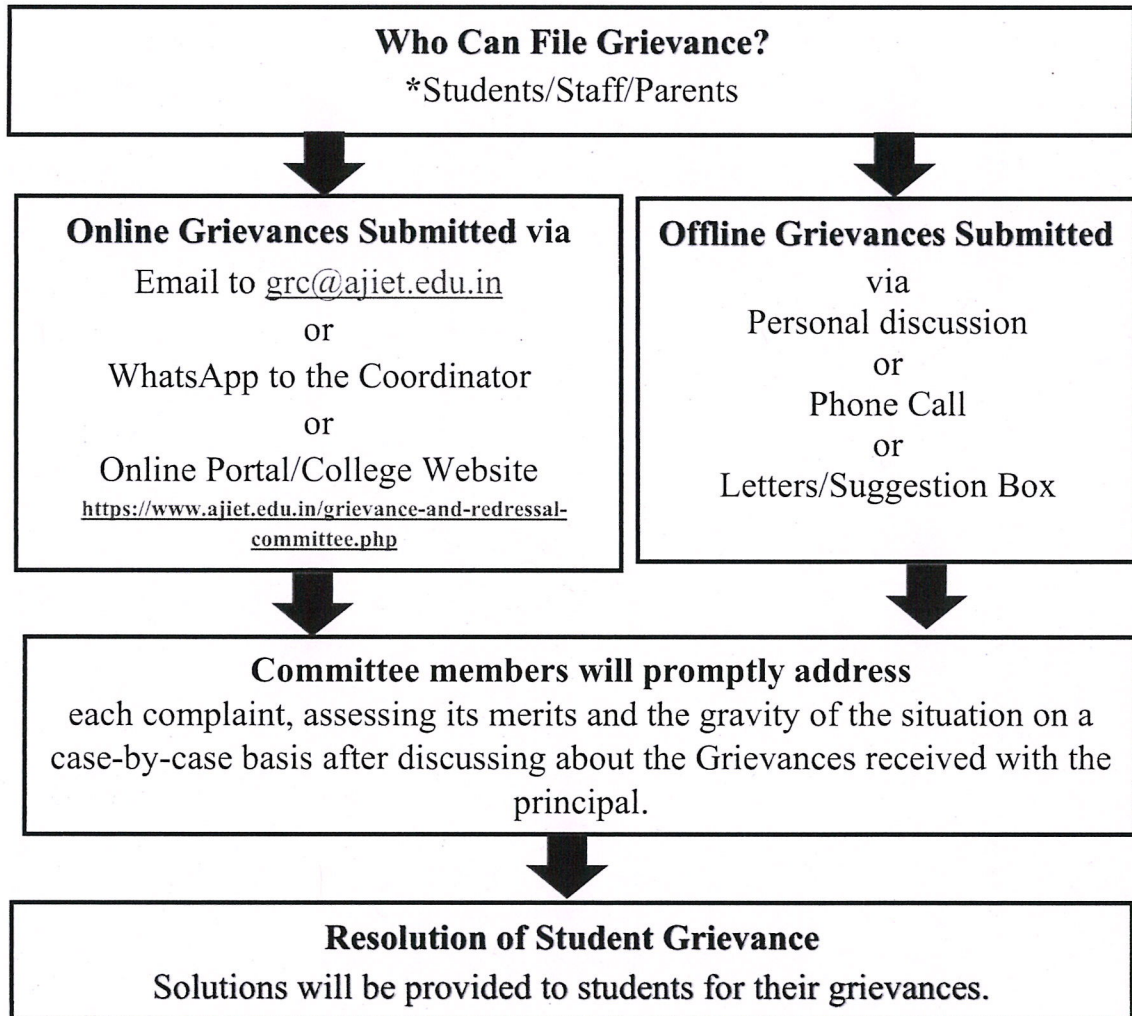 Who Can File Grievance?
*Students/Staff/Parents
Online Grievances Submitted via
Email to grc@ajiet.edu.in
or
WhatsApp to the Coordinator
or
Online Portal/College Website
https://www.ajiet.edu.in/grievance-and-redressal-
committee.php
Offline Grievances Submitted
via
Personal discussion
or
Phone Call
or
Letters/Suggestion Box
Committee members will promptly address
each complaint, assessing its merits and the gravity of the situation on a
case-by-case basis after discussing about the Grievances received with the
principal.
Resolution of Student Grievance
Solutions will be provided to students for their grievances.